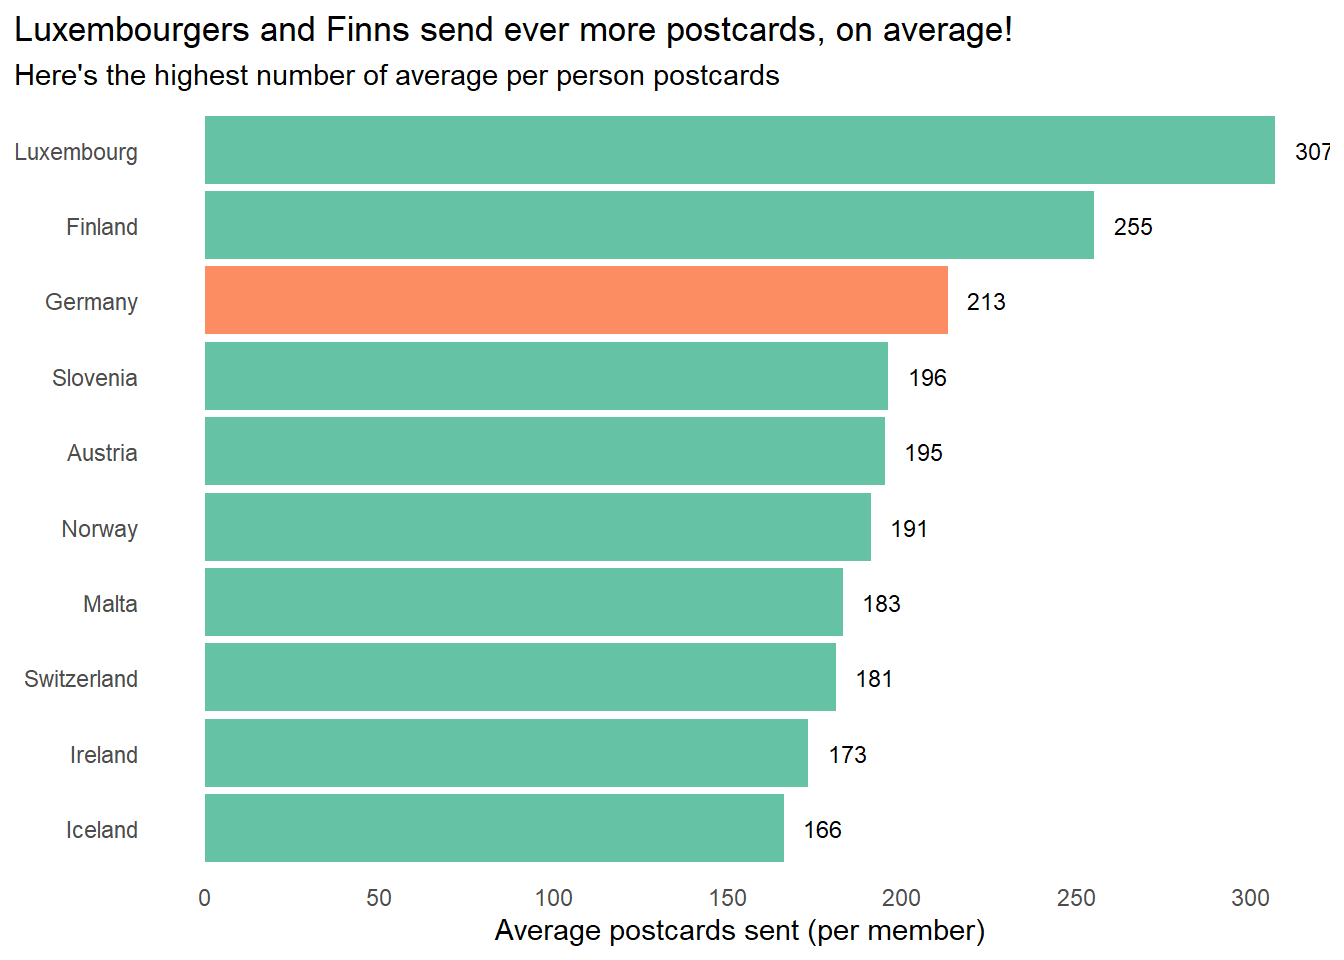 Luxembourgers and Finns send ever more postcards, on average!
Here's the highest number of average per person postcards
Luxembourg 307
Finland 255
Germany 213
Slovenia 196
Austria 195
Norway 191
Malta 183
Switzerland 181
Ireland 173
Iceland 166
0 50 100 150 200 250 300
Average postcards sent (per member)